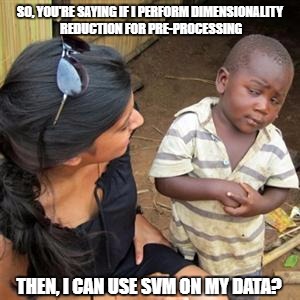 SO, YOU'RE SAYING IF I PERFORM DIMENSIONALITY
REDUCTION FOR PRE-PROCESSING
THEN, I CAN USE SVM ON MY DATA?